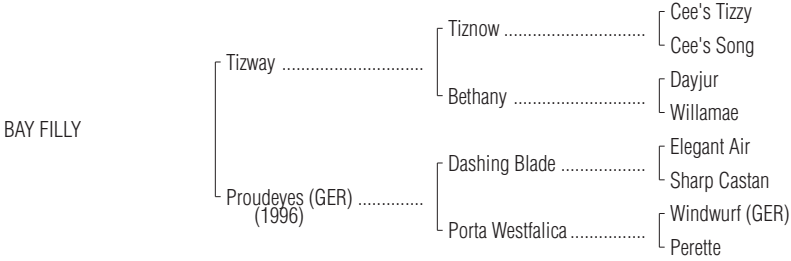 Cee's Tizzy
Tiznow ..............................
Cee's Song
Tizway ..............................
Dayjur
Bethany ............................
Willamae
BAY FILLY
Elegant Air
Dashing Blade ..................
Sharp Castan
Proudeyes (GER) ..............
(1996)
Windwurf (GER)
Porta Westfalica................
Perette